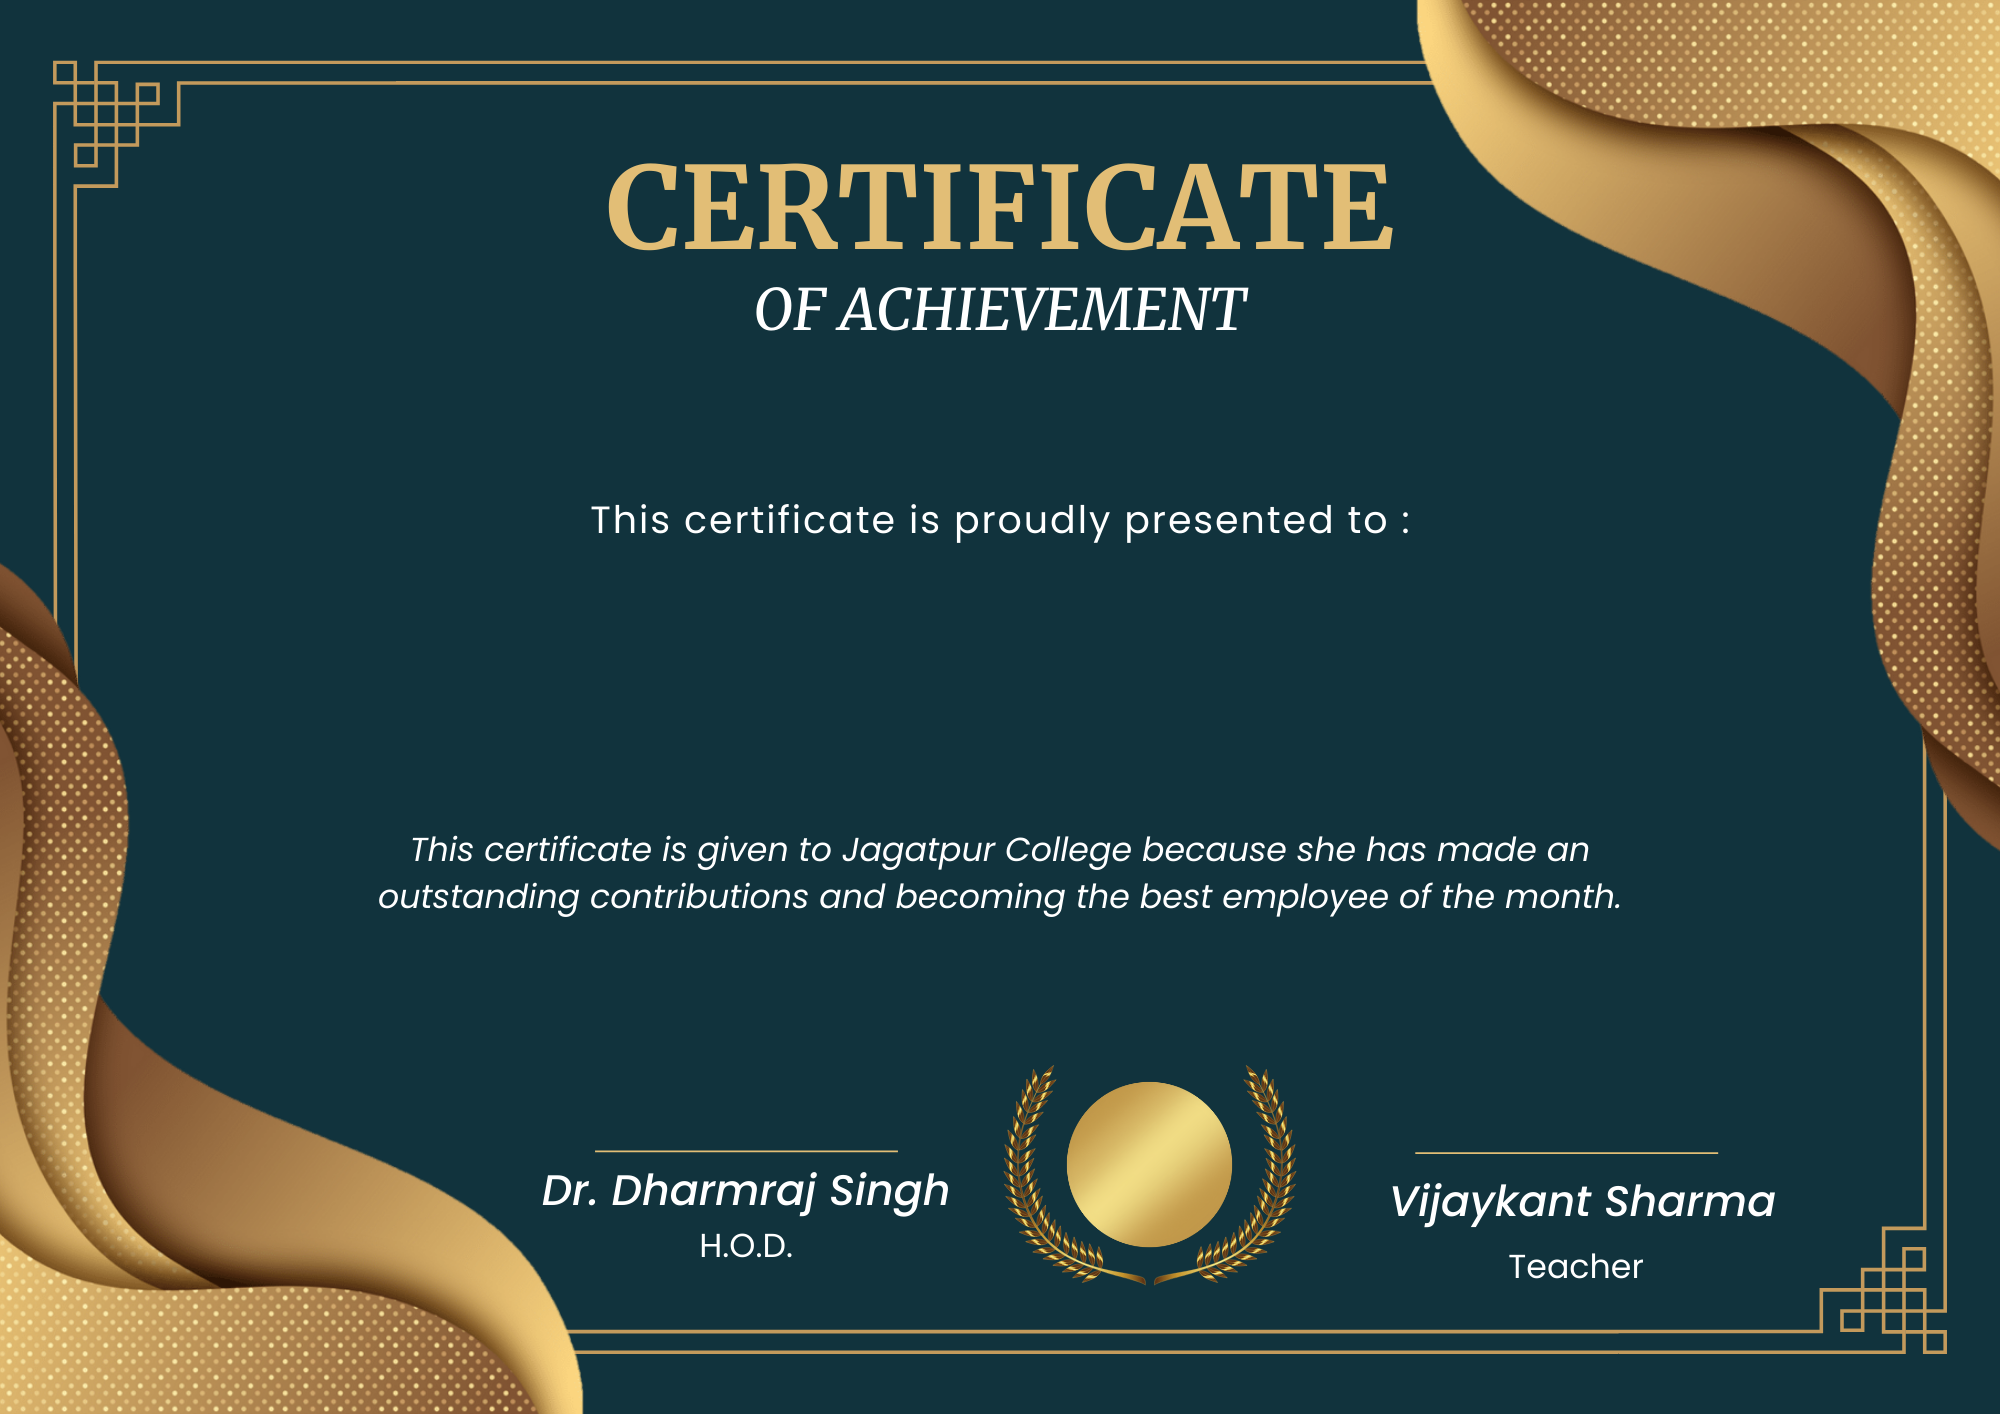 CERTIFICATE
OF ACHIEVEMENT
This certificate is proudly presented to :
This certificate is given to Jagatpur College because she has made an
outstanding contributions and becoming the best employee of the month.
Dr. Dharmraj Singh
H.O.D.
Vijaykant Sharma
Teacher